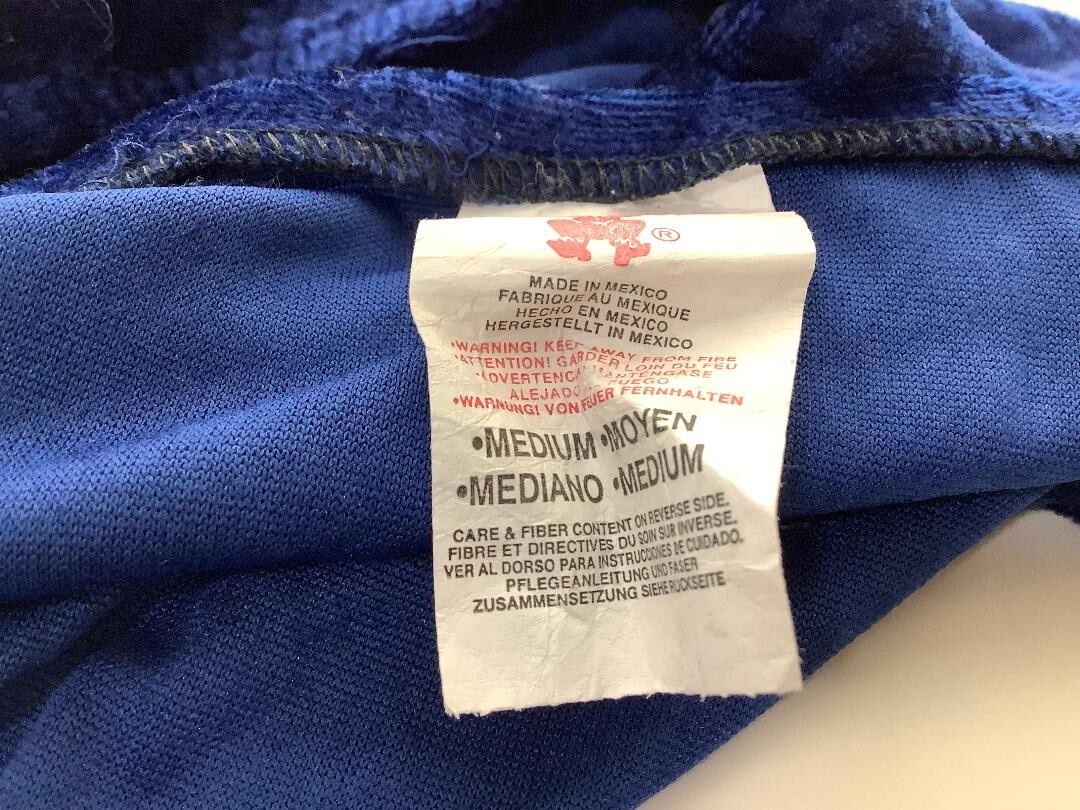 ®
MADE IN MEXICO
FABRIQUE AU MEXIQUE
HECHO EN MEXICO
HERGESTELLT IN MEXICO
•WARNING! KEEP AWAY FROM FIRE
•ATTENTION! GARDER LOIN DU FEU
ALEJADO FUEGO
•WARNUNG! VON FEUER FERNHALTEN
•MEDIUM •MOYEN
•MEDIANO •MEDIUM
CARE & FIBER CONTENT ON REVERSE SIDE.
FIBRE ET DIRECTIVES DU SOIN SUR INVERSE.
VER AL DORSO PARA INSTRUCCIONES DE CUIDADO.
PFLEGEANLEITUNG UND FASER
ZUSAMMENSETZUNG SIEHE RUCKSEITE